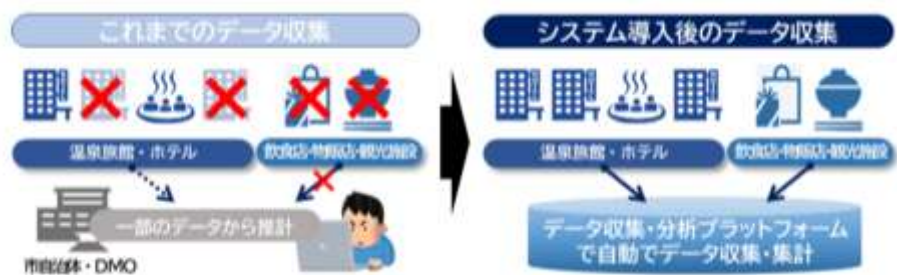 これまでのデータ収集
温泉旅館・ホテル
飲食店・物販店・観光施設
一部のデータから推計
市自治体・DMO
システム導入後のデータ収集
温泉旅館・ホテル
飲食店・物販店・観光施設
データ収集・分析プラットフォーム
で自動でデータ収集・集計